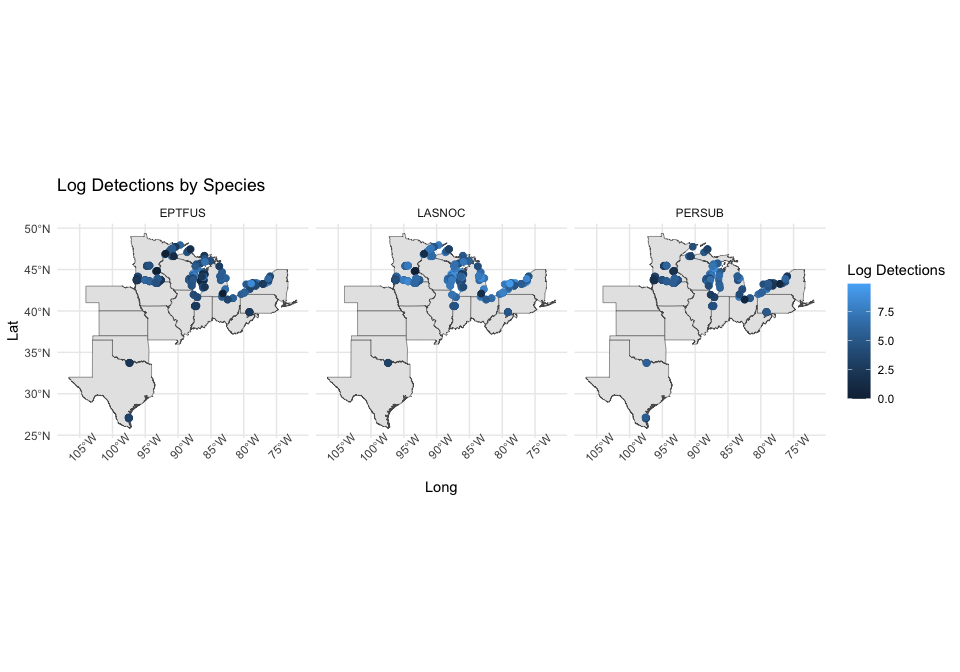 Log Detections by Species
EPTFUS
LASNOC
PERSUB
50°N
45°N
40°N
35°N
30°N
25°N
Lat
105°W
100°W
95°W
90°W
85°W
80°W
75°W
105°W
100°W
95°W
90°W
85°W
80°W
75°W
105°W
100°W
95°W
90°W
85°W
80°W
75°W
Long
Log Detections
7.5
5.0
2.5
0.0